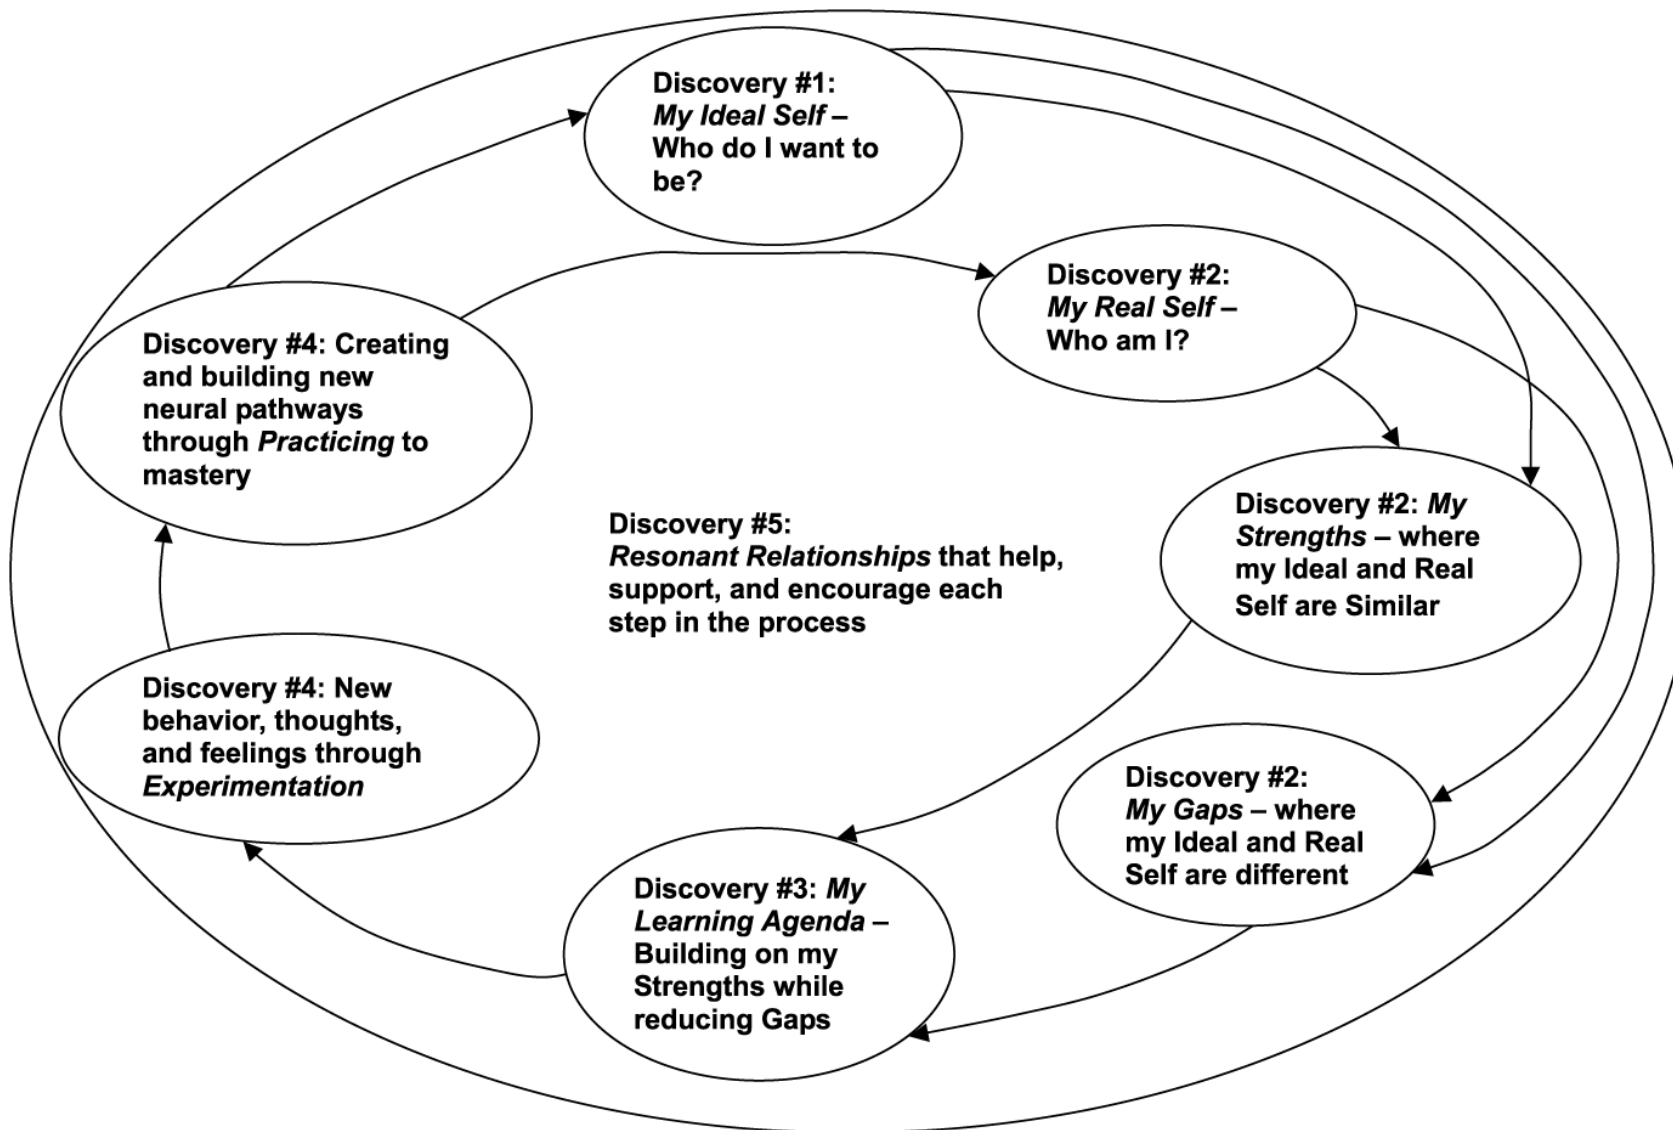 Discovery #1:
My Ideal Self –
Who do I want to
be?
Discovery #2:
My Real Self –
Who am I?
Discovery #4: Creating
and building new
neural pathways
through Practicing to
mastery
Discovery #2: My
Strengths – where
my Ideal and Real
Self are Similar
Discovery #5:
Resonant Relationships that help,
support, and encourage each
step in the process
Discovery #4: New
behavior, thoughts,
and feelings through
Experimentation
Discovery #2:
My Gaps – where
my Ideal and Real
Self are different
Discovery #3: My
Learning Agenda –
Building on my
Strengths while
reducing Gaps